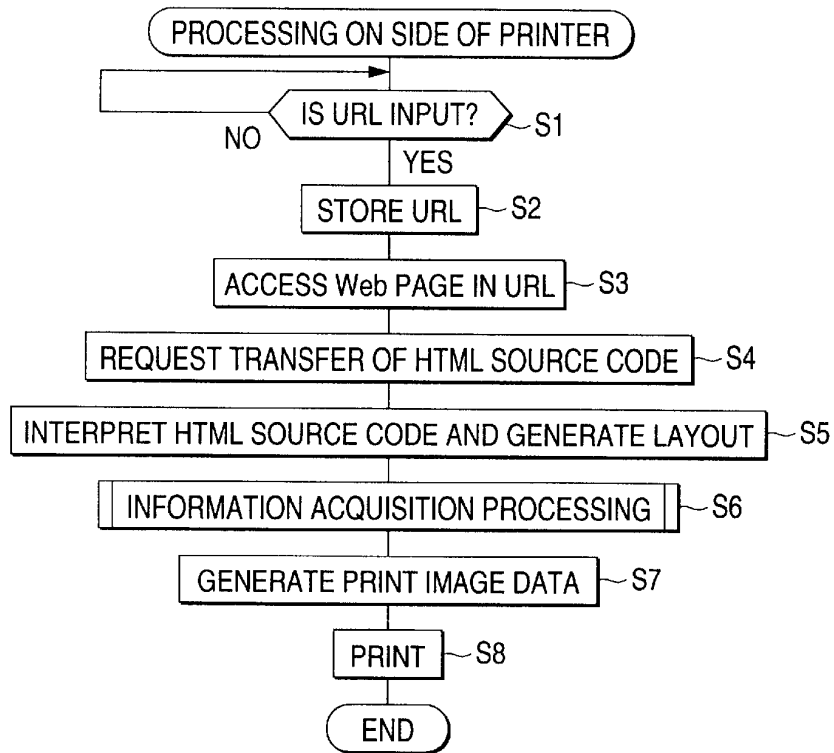 PROCESSING ON SIDE OF PRINTER
IS URL INPUT?
S1
NO
YES
STORE URL
S2
ACCESS Web PAGE IN URL
S3
REQUEST TRANSFER OF HTML SOURCE CODE
S4
INTERPRET HTML SOURCE CODE AND GENERATE LAYOUT
S5
INFORMATION ACQUISITION PROCESSING
S6
GENERATE PRINT IMAGE DATA
S7
PRINT
S8
END